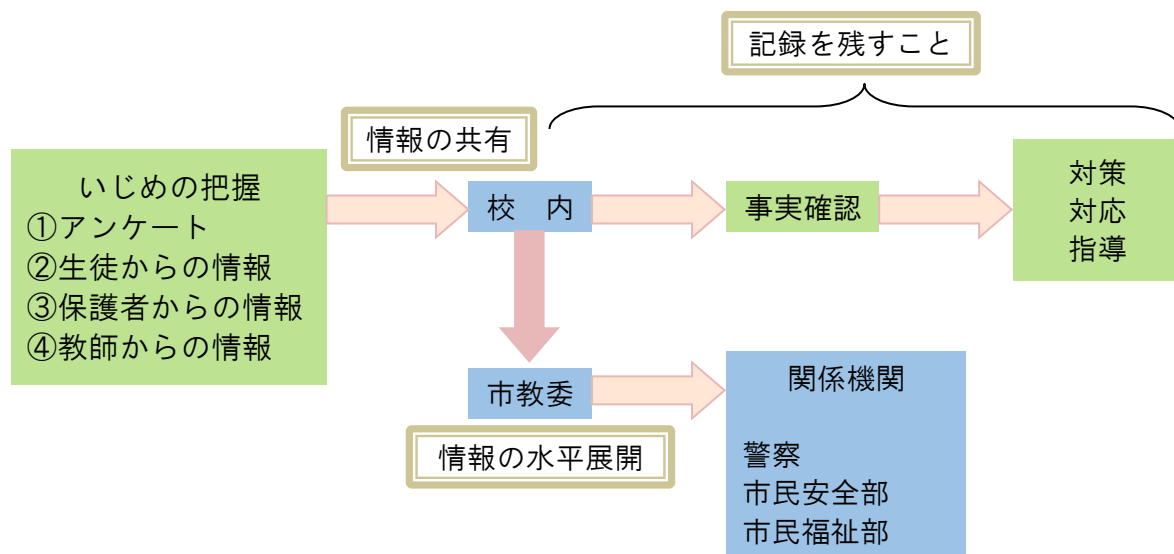 記録を残すこと
情報の共有
いじめの把握
①アンケート
②生徒からの情報
③保護者からの情報
④教師からの情報
校　内
事実確認
対策
対応
指導
市教委
情報の水平展開
関係機関
警察
市民安全部
市民福祉部